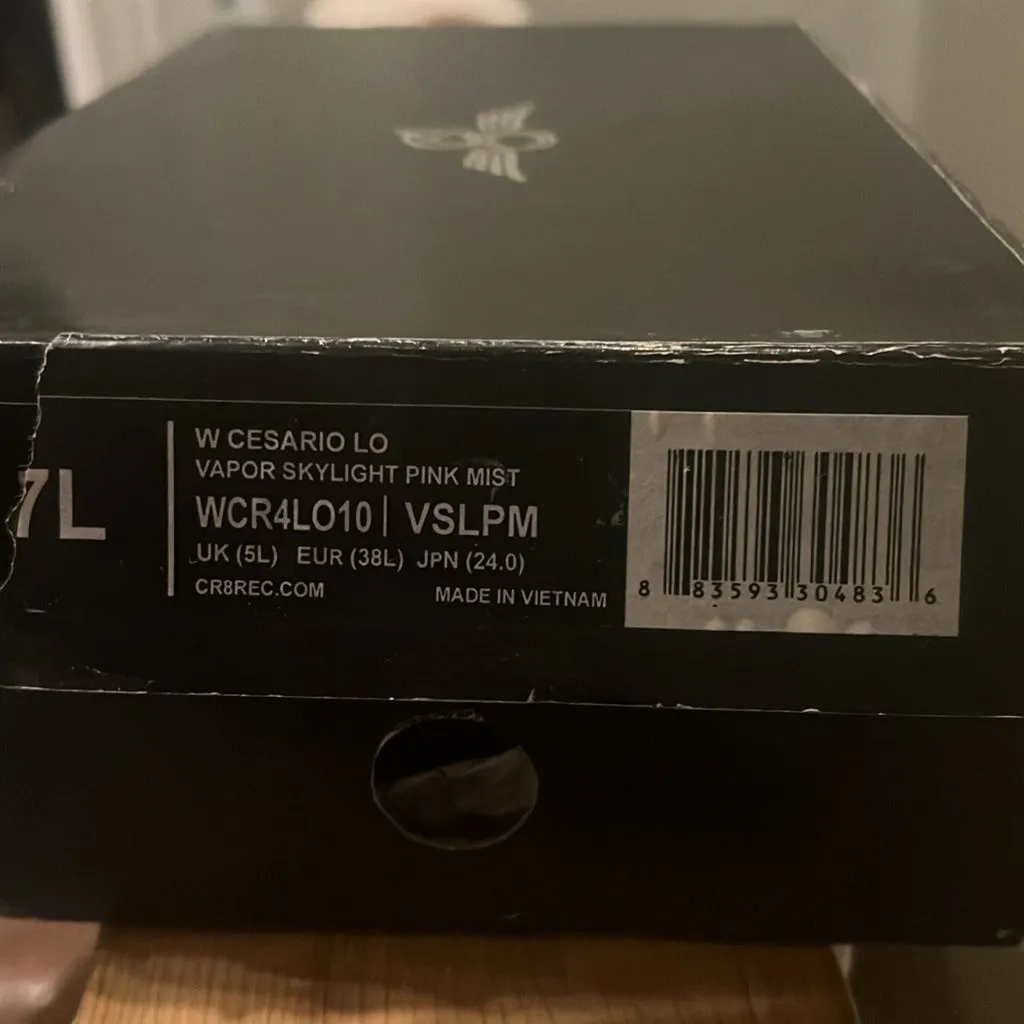 7L
W CESARIO LO
VAPOR SKYLIGHT PINK MIST
WCR4LO10 | VSLPM
UK (5L) EUR (38L) JPN (24.0)
CR8REC.COM
MADE IN VIETNAM
8 83593 30483 6